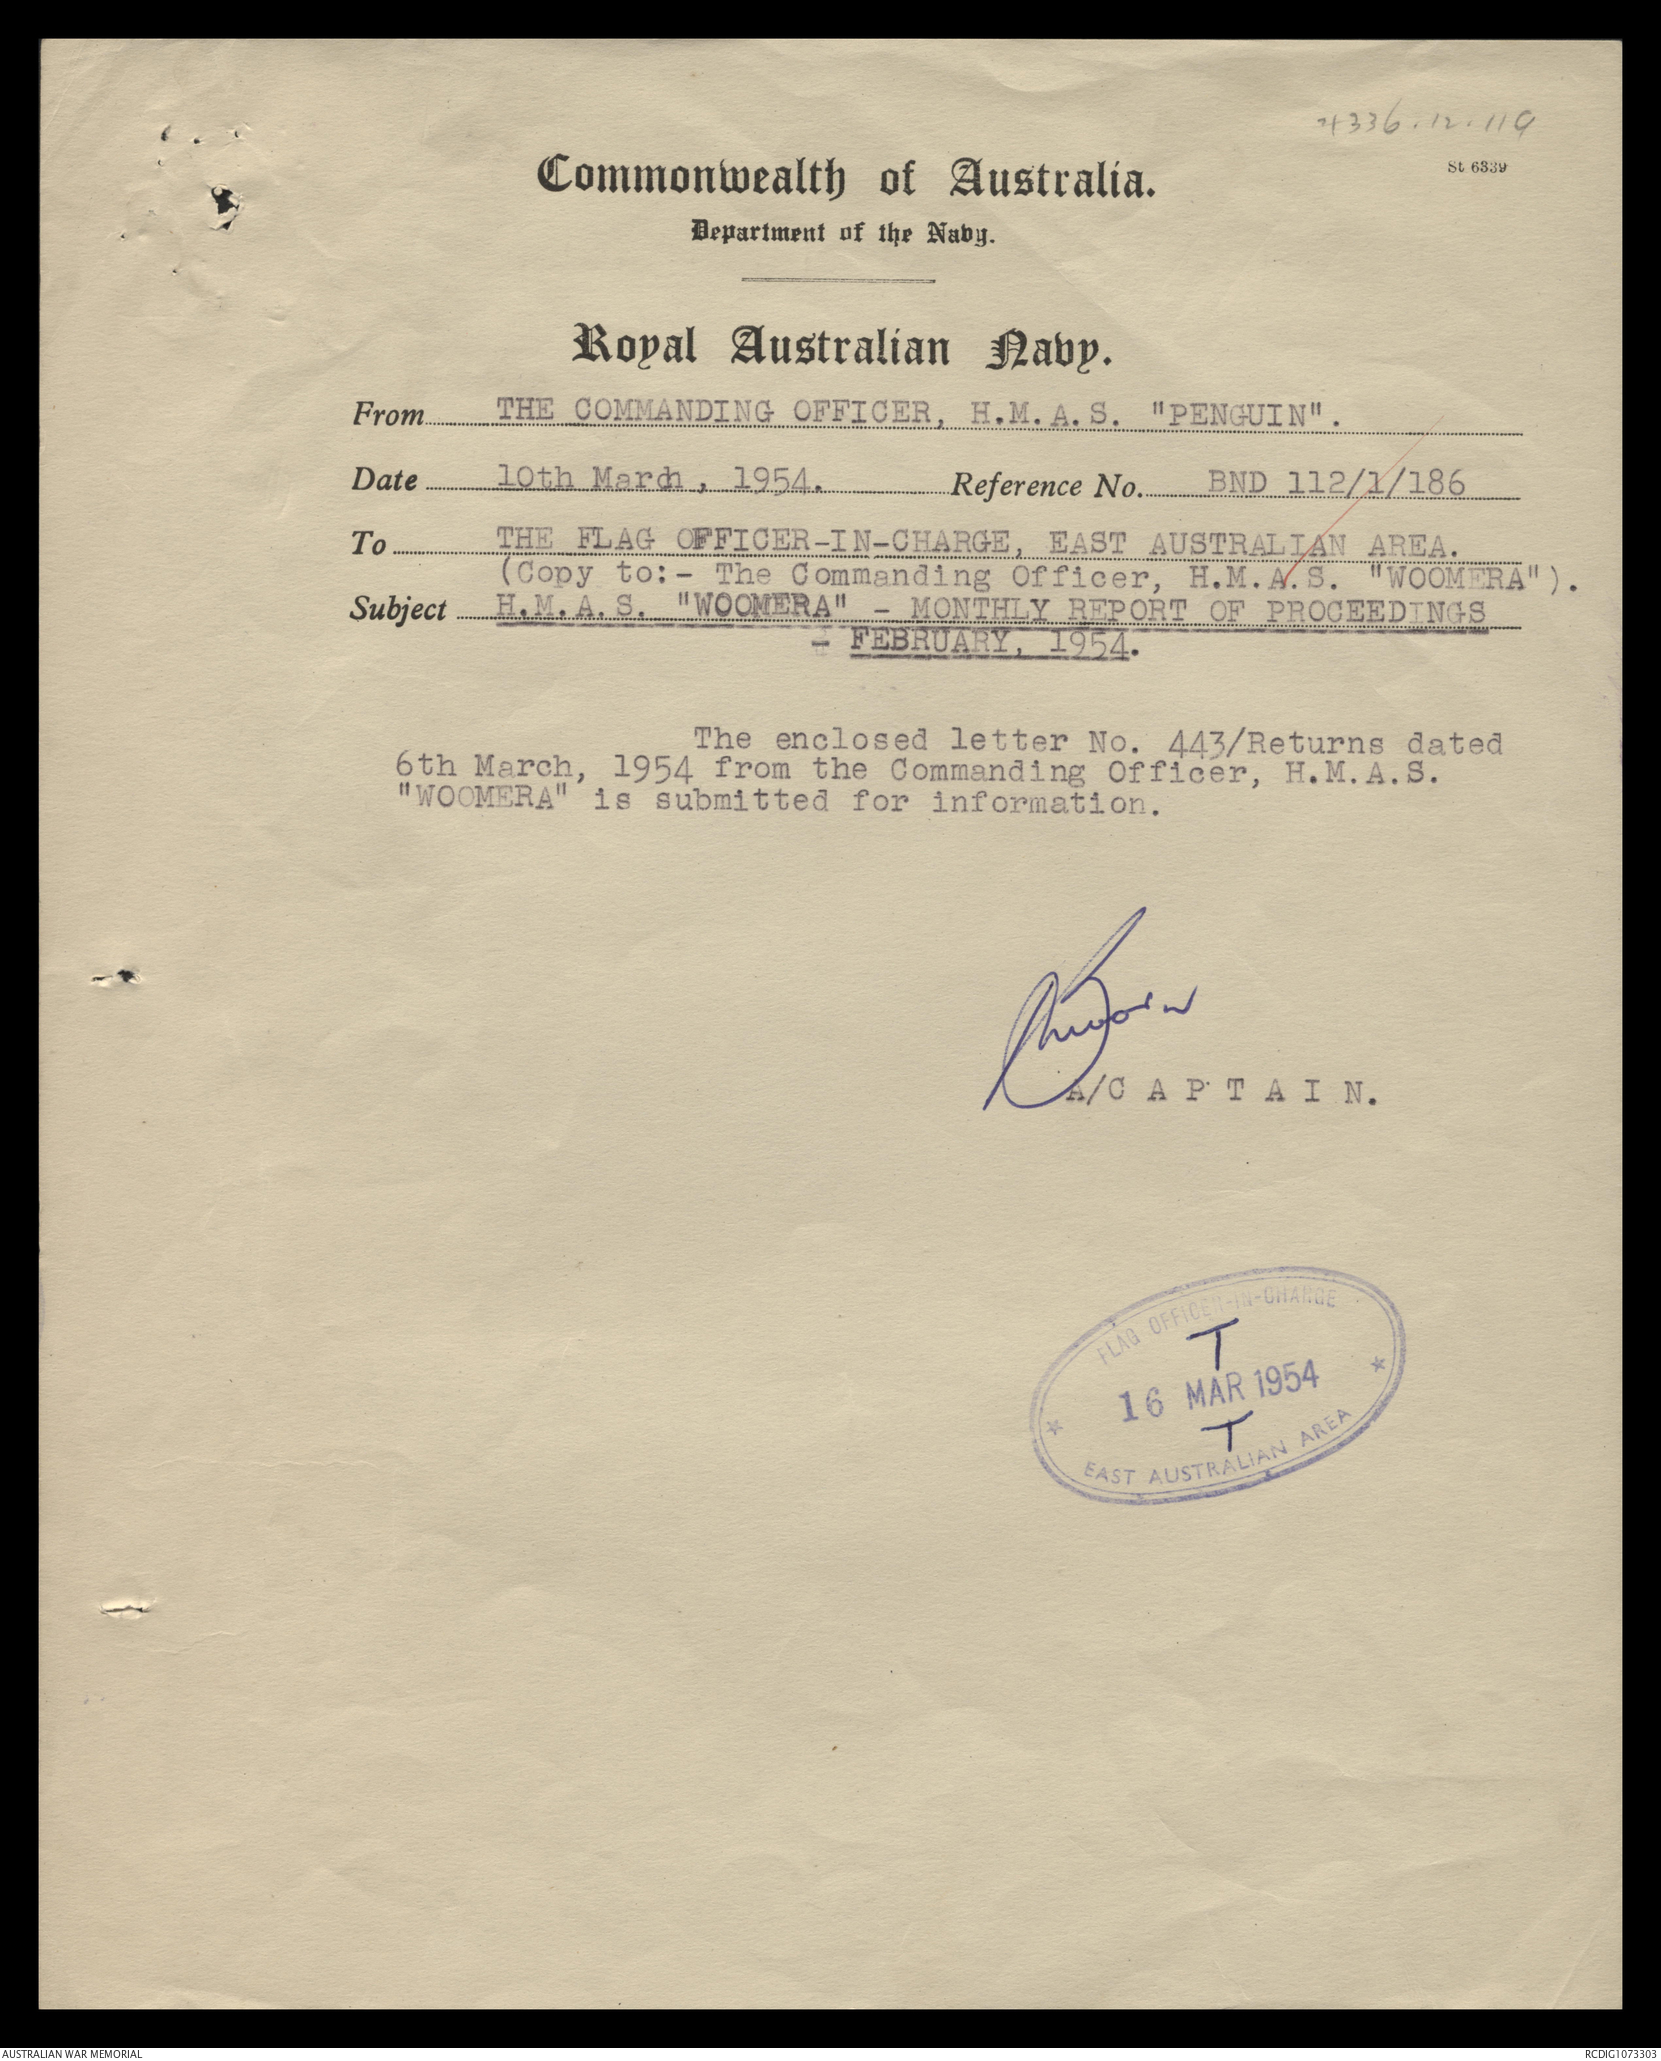 4336.12.119
St 6339
Commonwealth of Australia.
Department of the Navy.
Royal Australian Navy.
From THE COMMANDING OFFICER, H.M.A.S. "PENGUIN".
Date 10th March, 1954. Reference No. BND 112/1/186
To THE FLAG OFFICER-IN-CHARGE, EAST AUSTRALIAN AREA.
(Copy to:- The Commanding Officer, H.M.A.S. "WOOMERA").
Subject H.M.A.S. "WOOMERA" - MONTHLY REPORT OF PROCEEDINGS
- FEBRUARY, 1954.
The enclosed letter No. 443/Returns dated
6th March, 1954 from the Commanding Officer, H.M.A.S.
"WOOMERA" is submitted for information.
A/C A P T A I N.
FLAG OFFICER-IN-CHARGE
T
16 MAR 1954
T
EAST AUSTRALIAN AREA
AUSTRALIAN WAR MEMORIAL
RCDIG1073303